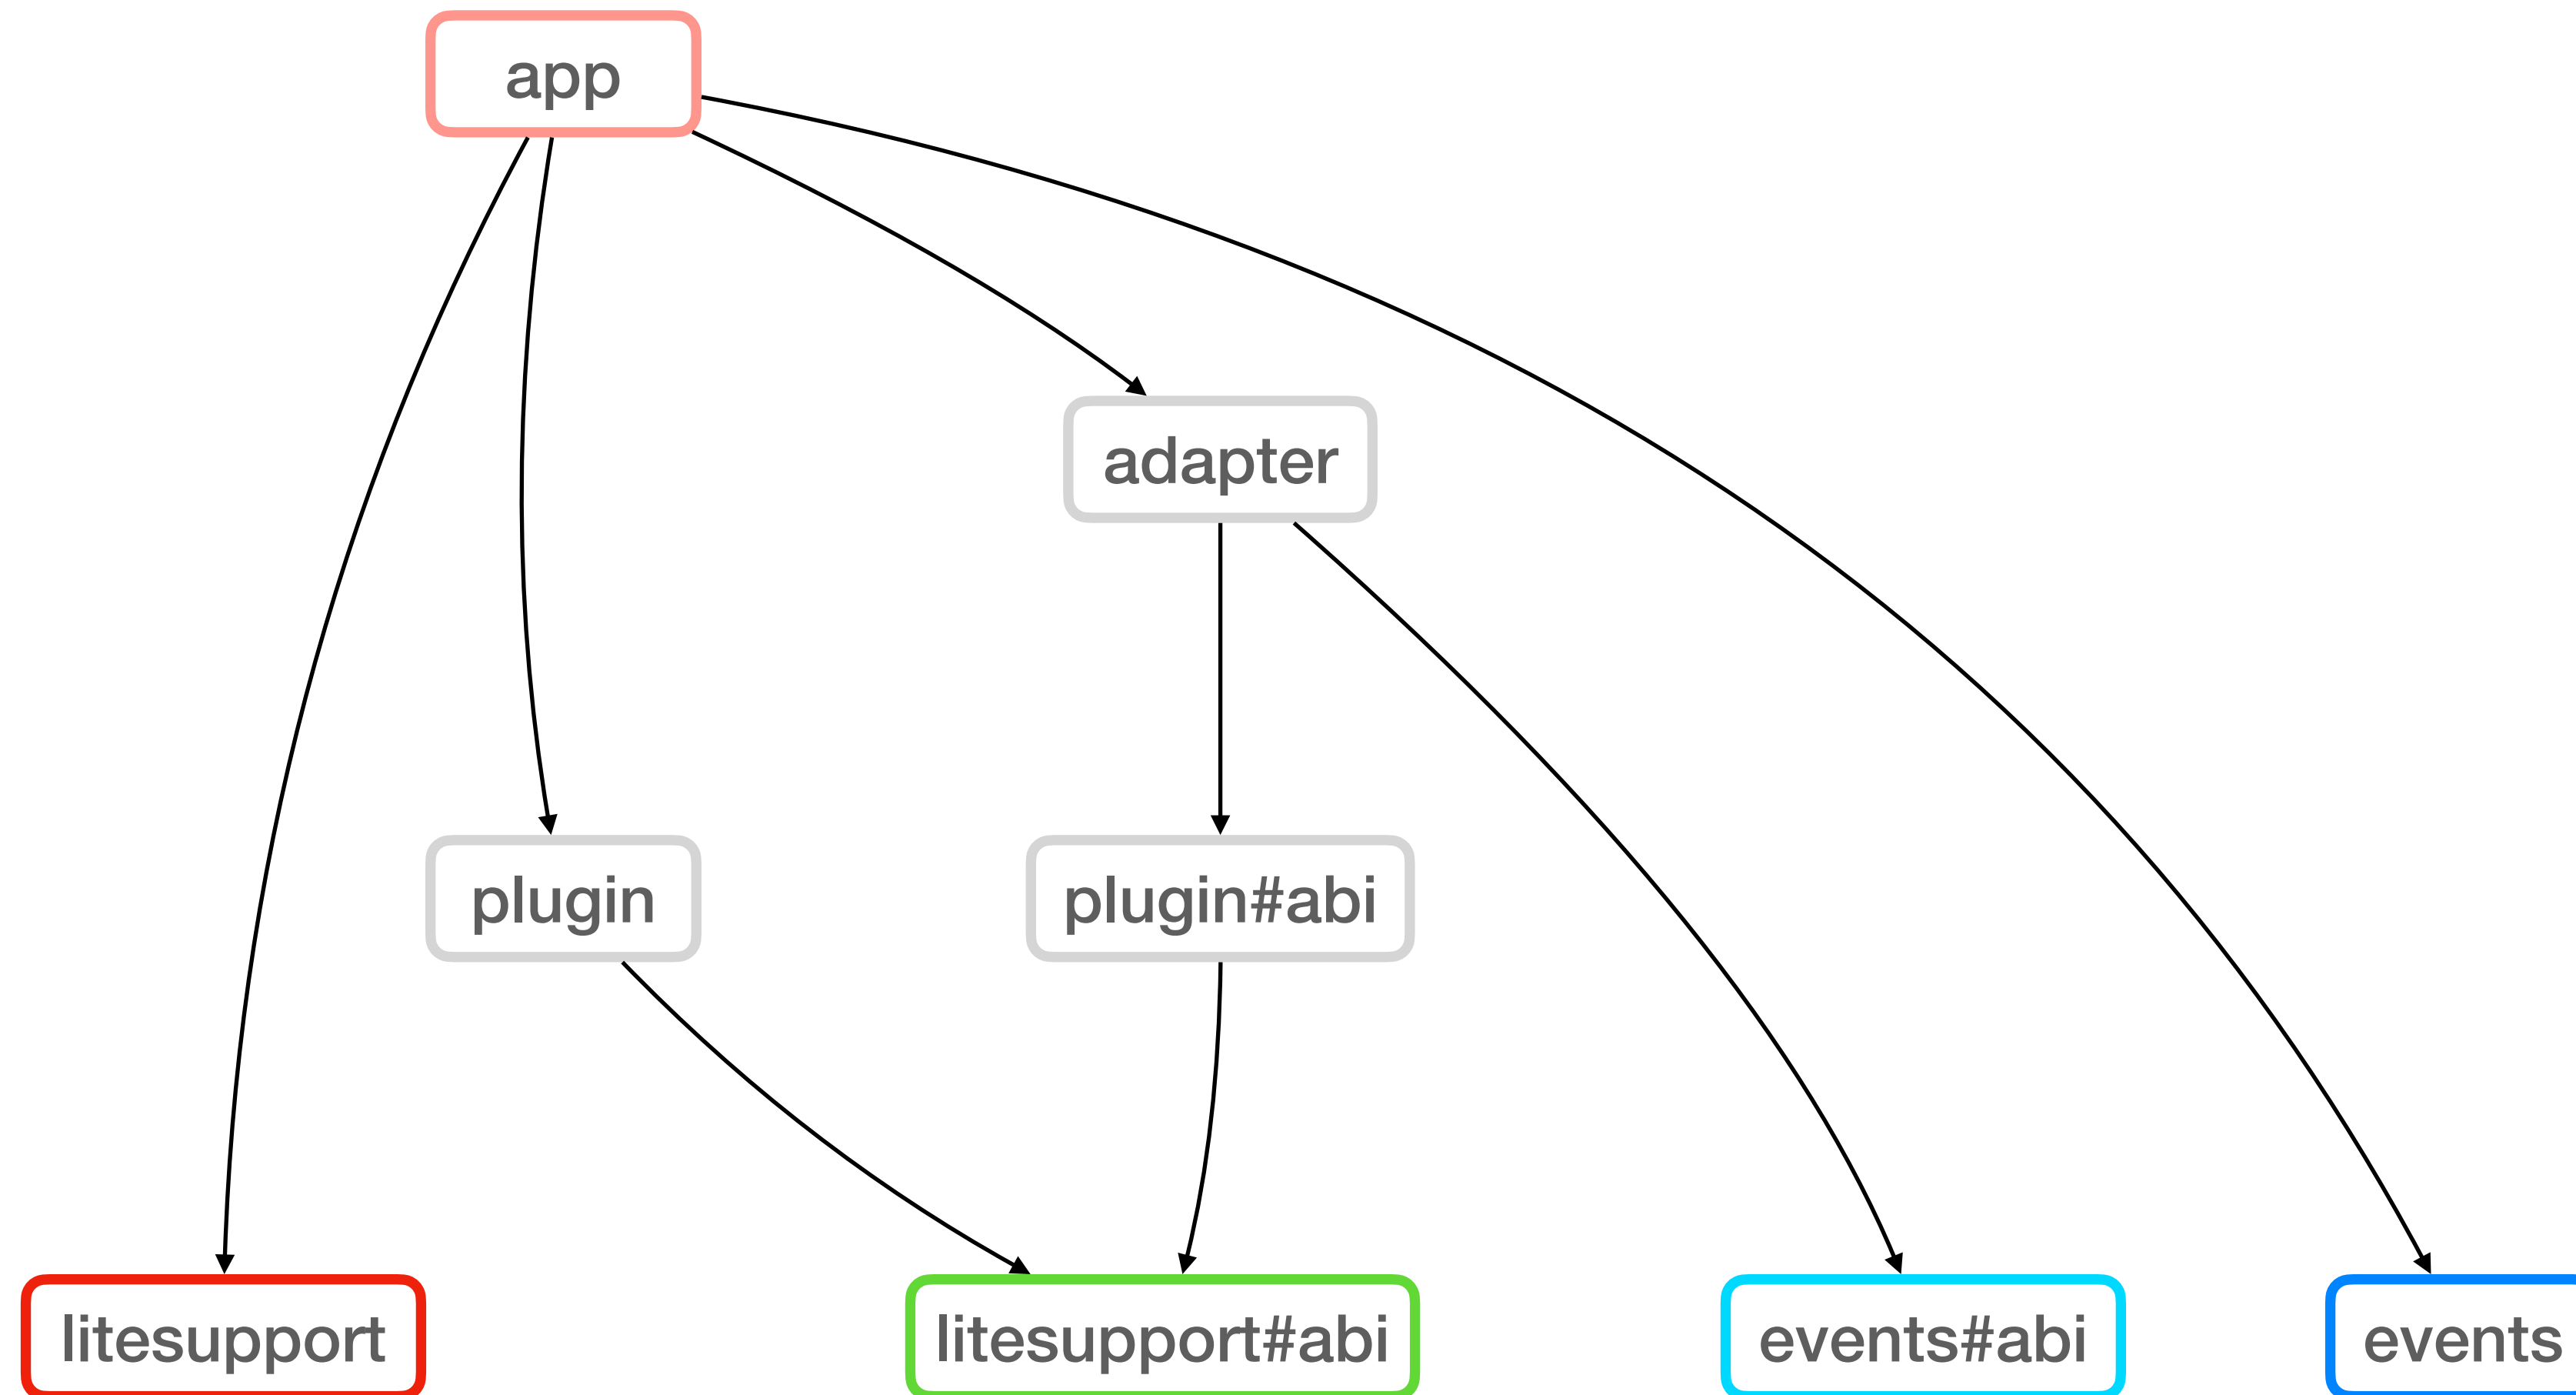 app
adapter
plugin
plugin#abi
litesupport
litesupport#abi
events#abi
events